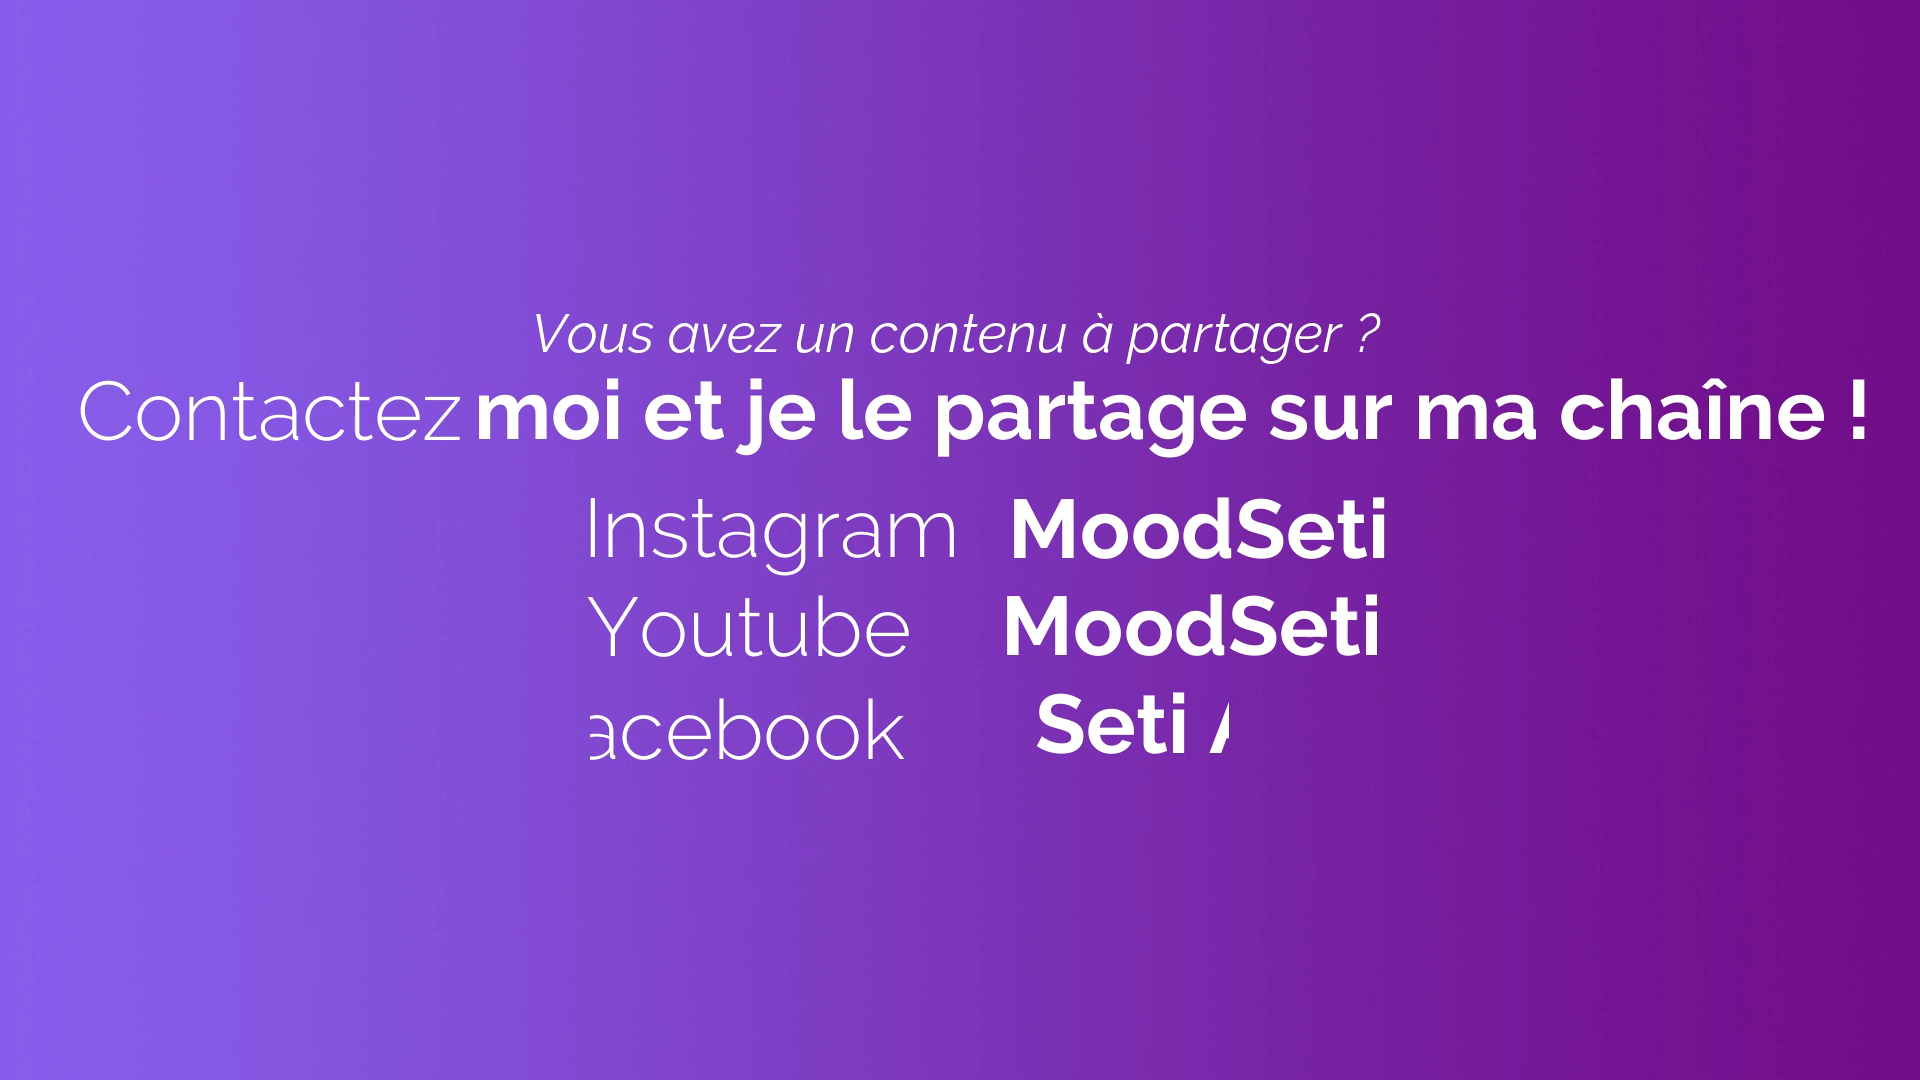 Vous avez un contenu à partager ?
Contactez moi et je le partage sur ma chaîne !
Instagram MoodSeti
Youtube MoodSeti
acebook Seti